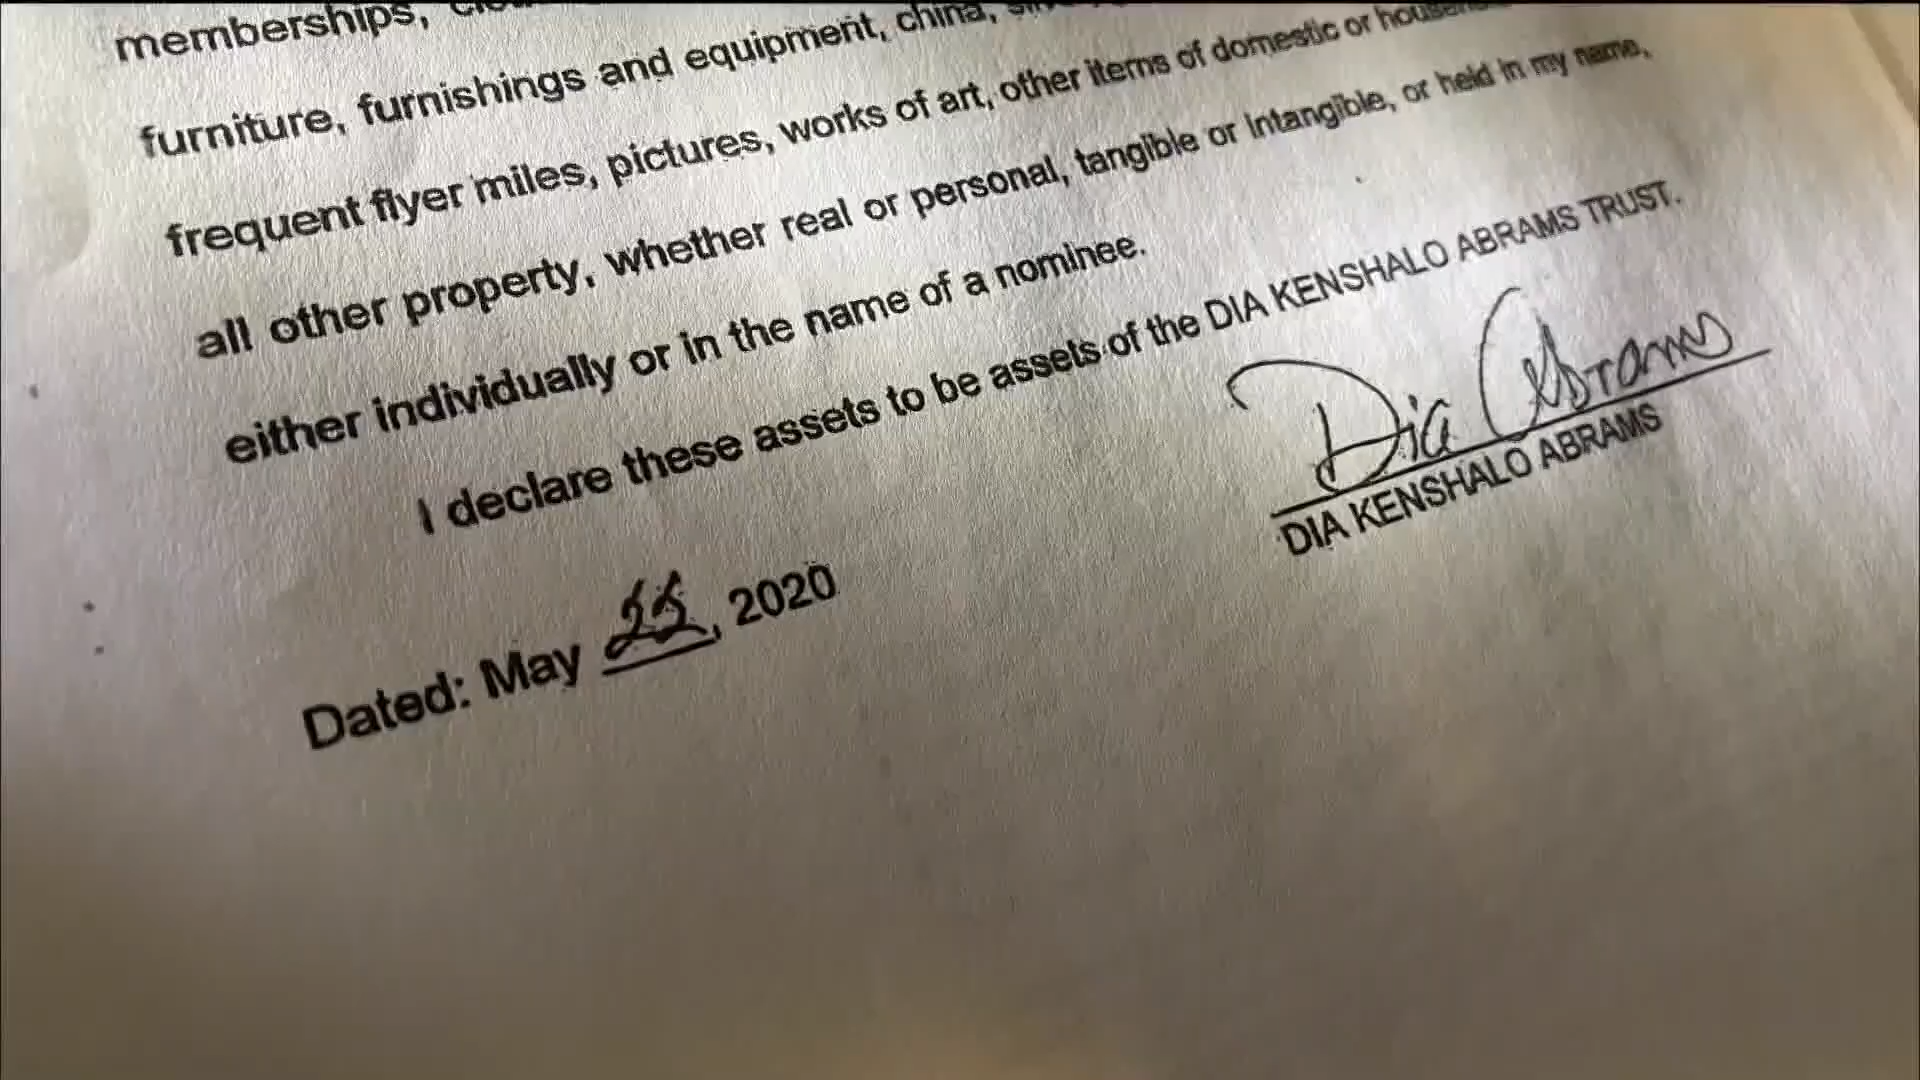 memberships,
furniture, furnishings and equipment, china,
frequent flyer miles, pictures, works of art, other items of domestic or
all other property, whether real or personal, tangible or intangible, or held in my name,
either individually or in the name of a nominee.
I declare these assets to be assets of the DIA KENSHALO ABRAMS TRUST.
Dia Abrams
DIA KENSHALO ABRAMS
Dated: May , 2020